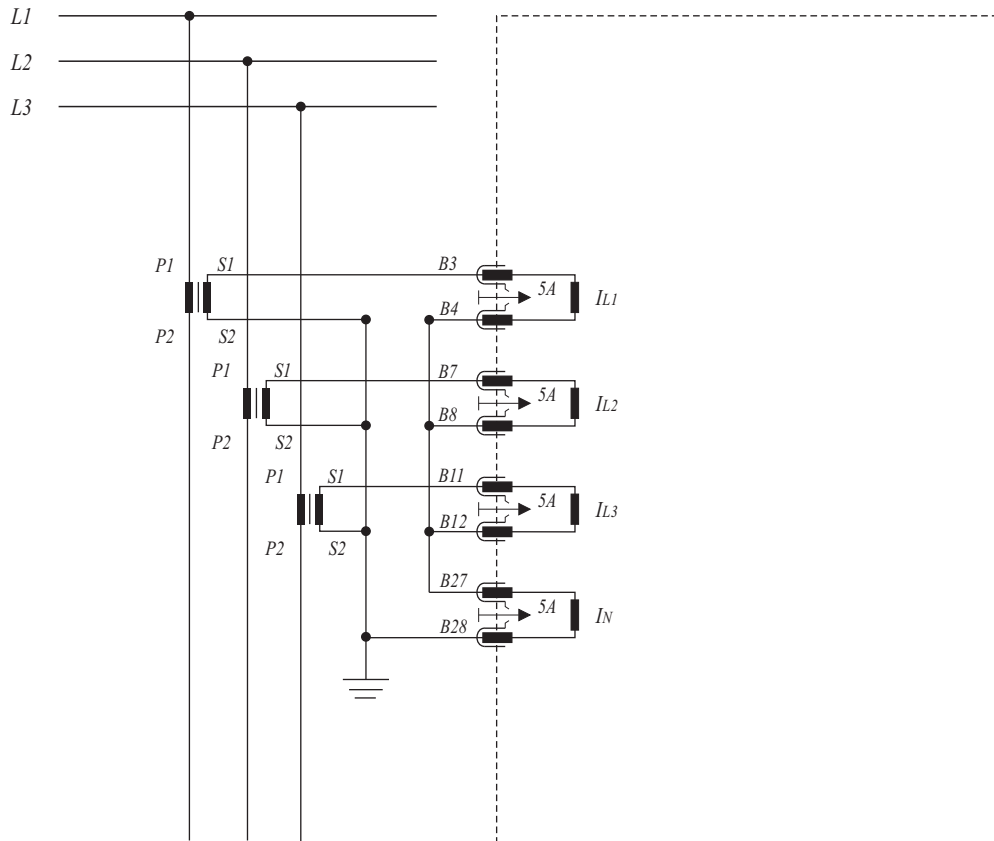 L1
L2
L3
P1 S1 B3
5A IL1
B4
P2 S2
P1 S1 B7
5A IL2
B8
P2 S2
P1 S1 B11
5A IL3
B12
P2 S2
B27
5A IN
B28